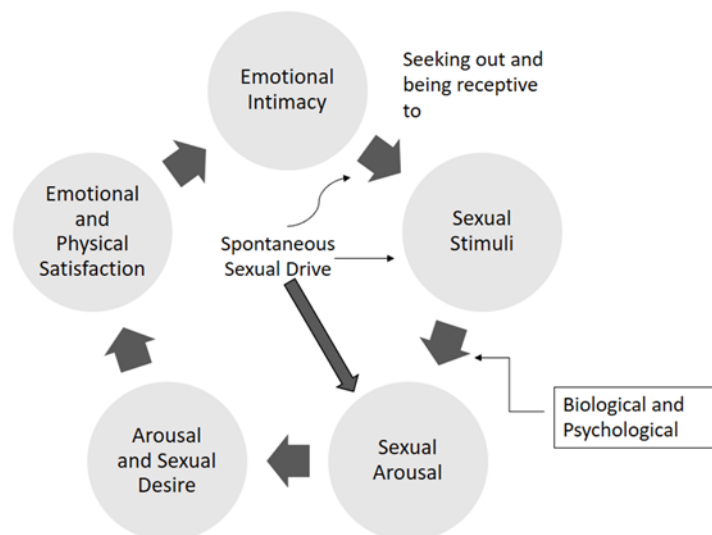 Emotional
Intimacy
Seeking out and
being receptive
to
Emotional
and
Physical
Satisfaction
Sexual
Stimuli
Spontaneous
Sexual Drive
Biological and
Psychological
Arousal
and Sexual
Desire
Sexual
Arousal